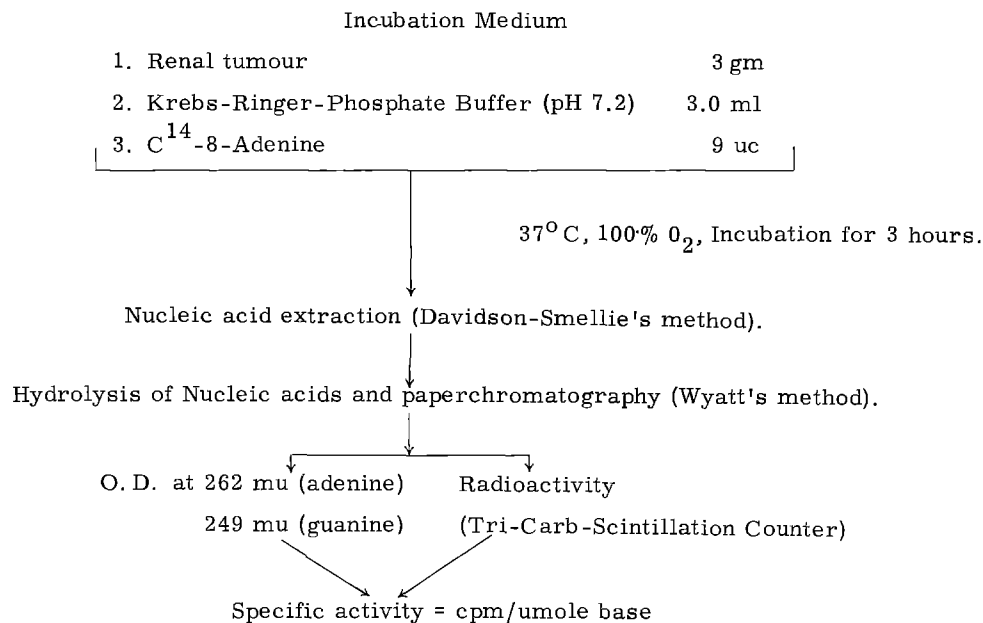 Incubation Medium
1. Renal tumour 3 gm
2. Krebs-Ringer-Phosphate Buffer (pH 7.2) 3.0 ml
3. C14-8-Adenine 9 uc
37°C, 100% 02, Incubation for 3 hours.
Nucleic acid extraction (Davidson-Smellie's method).
Hydrolysis of Nucleic acids and paperchromatography (Wyatt's method).
O. D. at 262 mu (adenine) Radioactivity
249 mu (guanine) (Tri-Carb-Scintillation Counter)
Specific activity = cpm/umole base